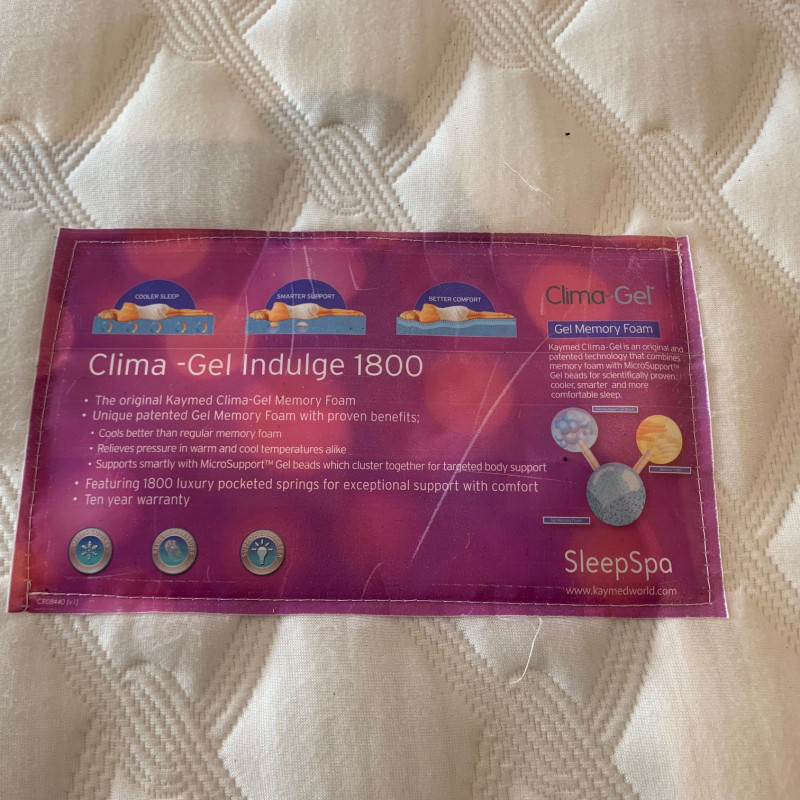 COOLER SLEEP
SMARTER SUPPORT
BETTER COMFORT
Clima -Gel Indulge 1800
• The original Kaymed Clima-Gel Memory Foam
• Unique patented Gel Memory Foam with proven benefits;
• Cools better than regular memory foam
• Relieves pressure in warm and cool temperatures alike
• Supports smartly with MicroSupport™ Gel beads which cluster together for targeted body support
• Featuring 1800 luxury pocketed springs for exceptional support with comfort
• Ten year warranty
Clima-Gel™
Gel Memory Foam
Kaymed Clima-Gel is an original and
patented technology that combines
memory foam with MicroSupport™
Gel beads for scientifically proven;
cooler, smarter and more
comfortable sleep.
SleepSpa
www.kaymedworld.com